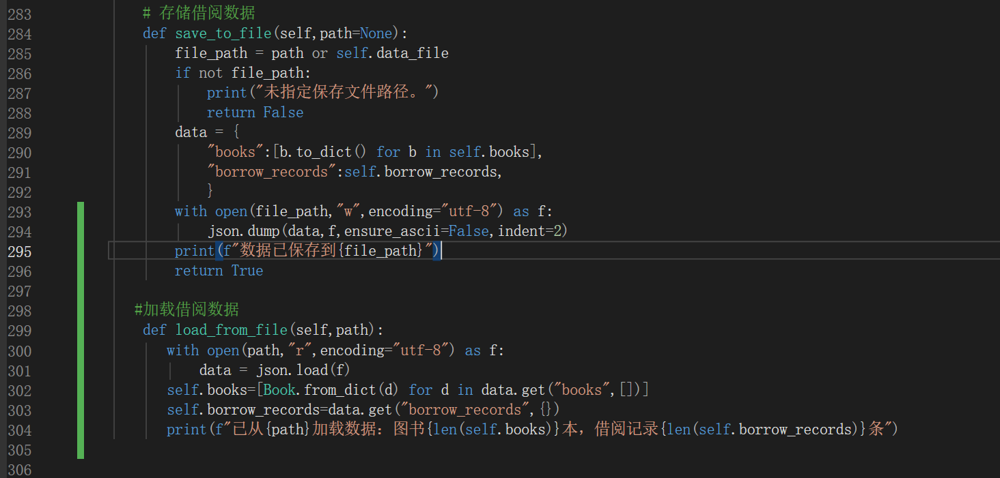 283 # 存储借阅数据
284 def save_to_file(self,path=None):
285 file_path = path or self.data_file
286 if not file_path:
287 print("未指定保存文件路径。")
288 return False
289 data = {
290 "books":[b.to_dict() for b in self.books],
291 "borrow_records":self.borrow_records,
292 }
293 with open(file_path,"w",encoding="utf-8") as f:
294 json.dump(data,f,ensure_ascii=False,indent=2)
295 print(f"数据已保存到{file_path}")
296 return True
297
298 #加载借阅数据
299 def load_from_file(self,path):
300 with open(path,"r",encoding="utf-8") as f:
301 data = json.load(f)
302 self.books=[Book.from_dict(d) for d in data.get("books",[])]
303 self.borrow_records=data.get("borrow_records",{})
304 print(f"已从{path}加载数据：图书{len(self.books)}本，借阅记录{len(self.borrow_records)}条")
305
306